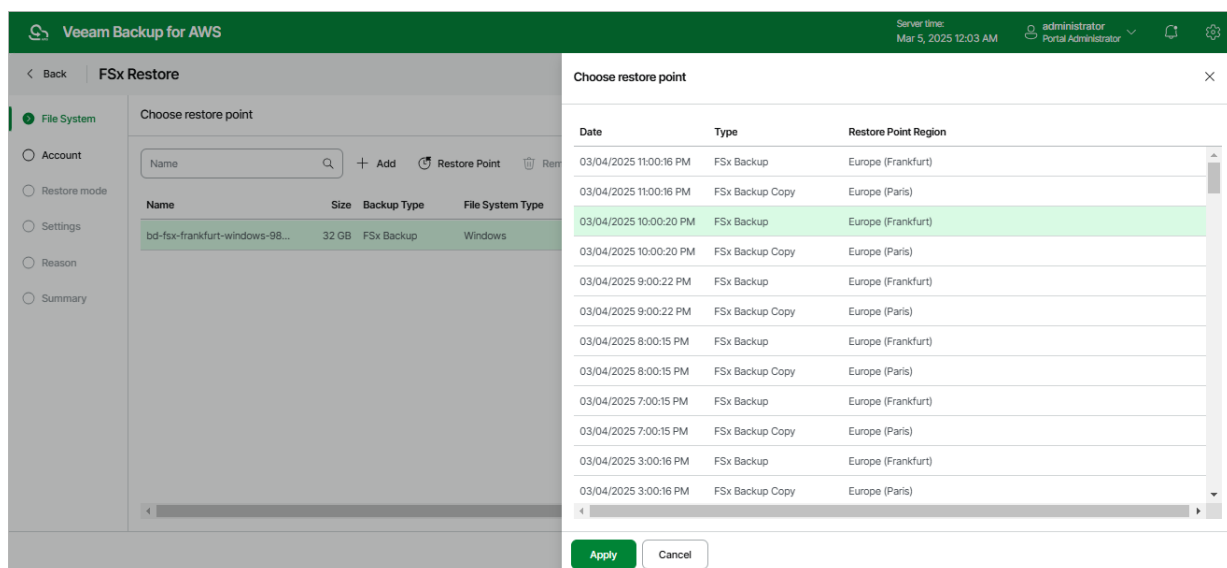 Veeam Backup for AWS
Server time:
Mar 5, 2025 12:03 AM
administrator
Portal Administrator
Back
FSx Restore
File System
Account
Restore mode
Settings
Reason
Summary
Choose restore point
Name
Add
Restore Point
Rem
Name Size Backup Type File System Type
bd-fsx-frankfurt-windows-98... 32 GB FSx Backup Windows
Choose restore point
Date Type Restore Point Region
03/04/2025 11:00:16 PM FSx Backup Europe (Frankfurt)
03/04/2025 11:00:16 PM FSx Backup Copy Europe (Paris)
03/04/2025 10:00:20 PM FSx Backup Europe (Frankfurt)
03/04/2025 10:00:20 PM FSx Backup Copy Europe (Paris)
03/04/2025 9:00:22 PM FSx Backup Europe (Frankfurt)
03/04/2025 9:00:22 PM FSx Backup Copy Europe (Paris)
03/04/2025 8:00:15 PM FSx Backup Europe (Frankfurt)
03/04/2025 8:00:15 PM FSx Backup Copy Europe (Paris)
03/04/2025 7:00:15 PM FSx Backup Europe (Frankfurt)
03/04/2025 7:00:15 PM FSx Backup Copy Europe (Paris)
03/04/2025 3:00:16 PM FSx Backup Europe (Frankfurt)
03/04/2025 3:00:16 PM FSx Backup Copy Europe (Paris)
Apply
Cancel